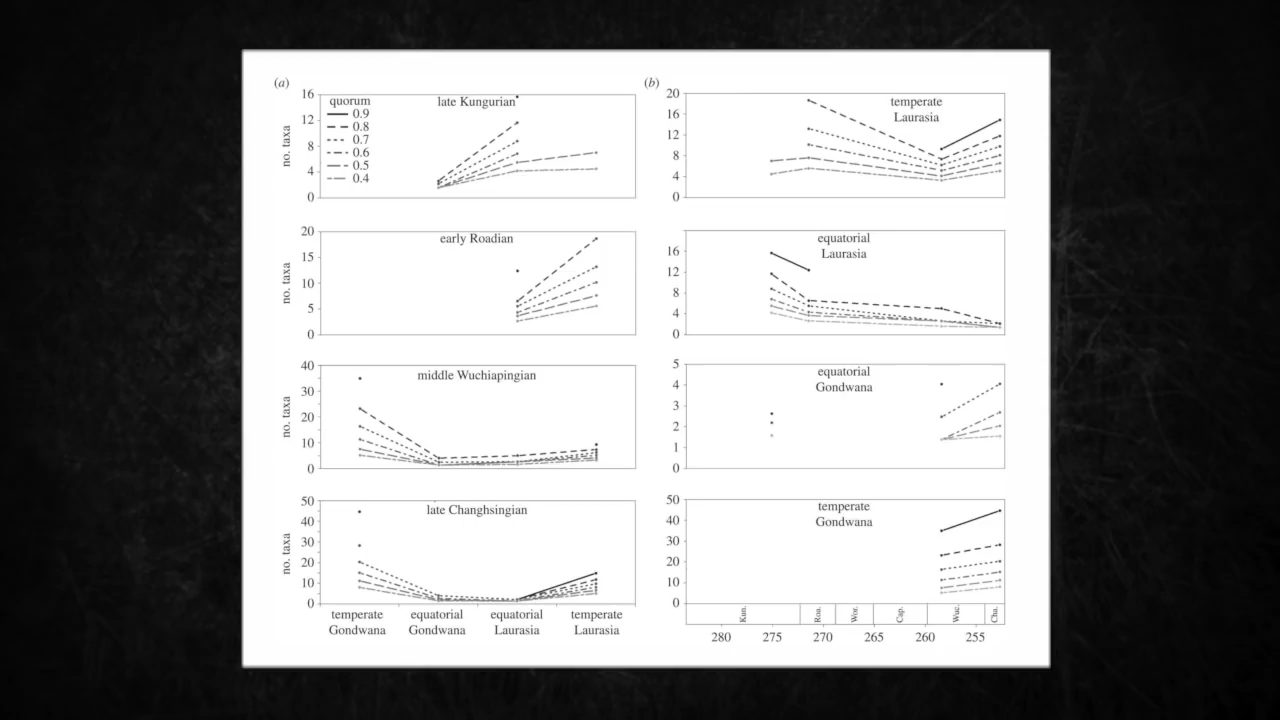 (a)
16
12
8
4
0
no. taxa
quorum
0.9
0.8
0.7
0.6
0.5
0.4
late Kungurian
20
15
10
5
0
no. taxa
early Roadian
40
30
20
10
0
no. taxa
middle Wuchiapingian
50
40
30
20
10
0
no. taxa
late Changhsingian
temperate equatorial equatorial temperate
Gondwana Gondwana Laurasia Laurasia
(b)
20
16
12
8
4
0
temperate
Laurasia
16
12
8
4
0
equatorial
Laurasia
5
4
3
2
1
0
equatorial
Gondwana
50
40
30
20
10
0
temperate
Gondwana
Kun. Roa. Wor. Cap. Wuc. Cha.
280 275 270 265 260 255